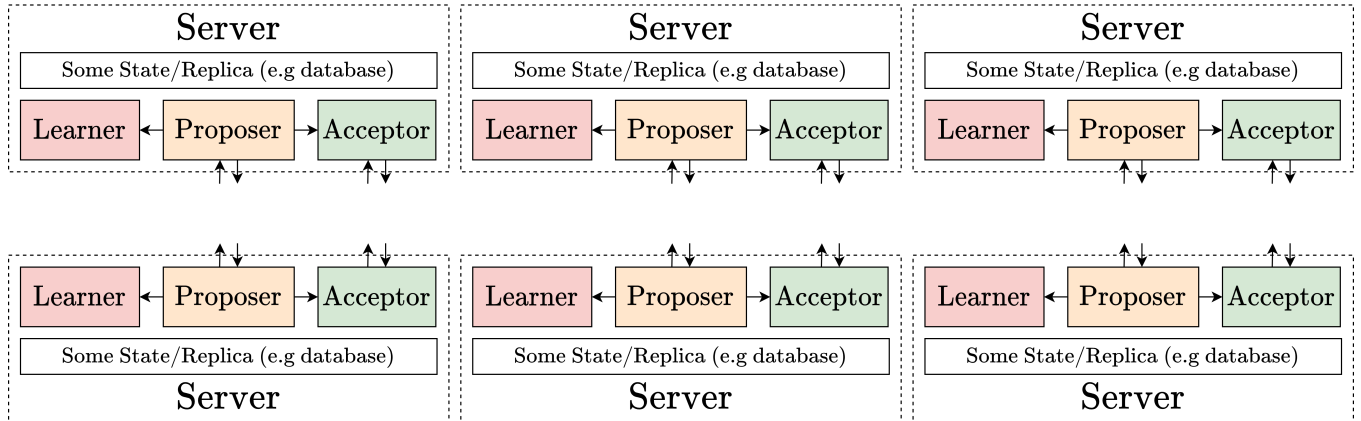 Server
Server
Server
Some State/Replica (e.g database)
Some State/Replica (e.g database)
Some State/Replica (e.g database)
Learner
Proposer
Acceptor
Learner
Proposer
Acceptor
Learner
Proposer
Acceptor
Learner
Proposer
Acceptor
Learner
Proposer
Acceptor
Learner
Proposer
Acceptor
Some State/Replica (e.g database)
Some State/Replica (e.g database)
Some State/Replica (e.g database)
Server
Server
Server